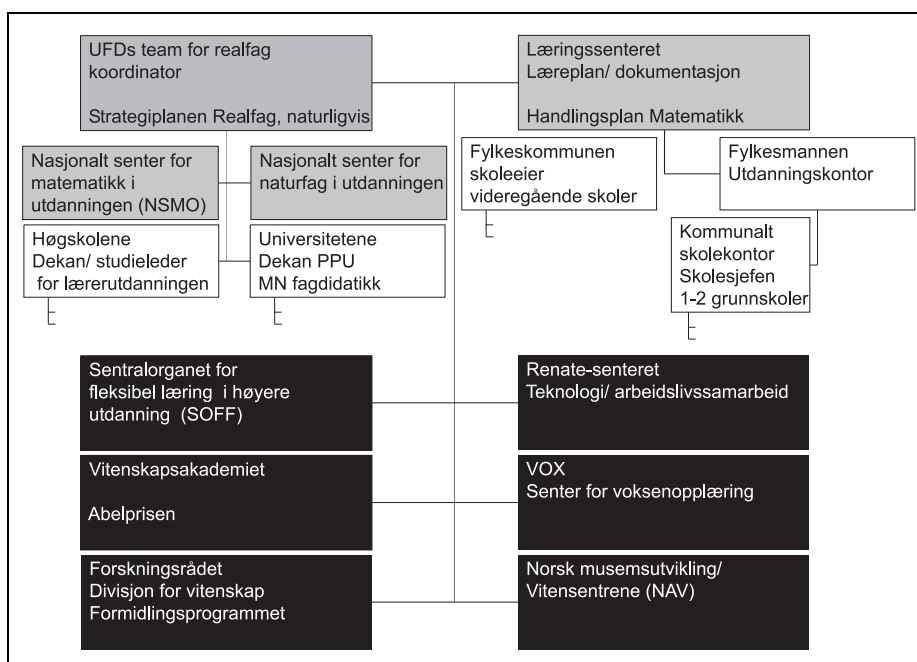 UFDs team for realfag
koordinator
Strategiplanen Realfag, naturligvis
Læringssenteret
Læreplan/ dokumentasjon
Handlingsplan Matematikk
Nasjonalt senter for
matematikk i
utdanningen (NSMO)
Nasjonalt senter for
naturfag i utdanningen
Fylkeskommunen
skoleeier
videregående skoler
Fylkesmannen
Utdanningskontor
Høgskolene
Dekan/ studieleder
for lærerutdanningen
Universitetene
Dekan PPU
MN fagdidatikk
Kommunalt
skolekontor
Skolesjefen
1-2 grunnskoler
Sentralorganet for
fleksibel læring i høyere
utdanning (SOFF)
Renate-senteret
Teknologi/ arbeidslivssamarbeid
Vitenskapsakademiet
Abelprisen
VOX
Senter for voksenopplæring
Forskningsrådet
Divisjon for vitenskap
Formidlingsprogrammet
Norsk musemsutvikling/
Vitensentrene (NAV)